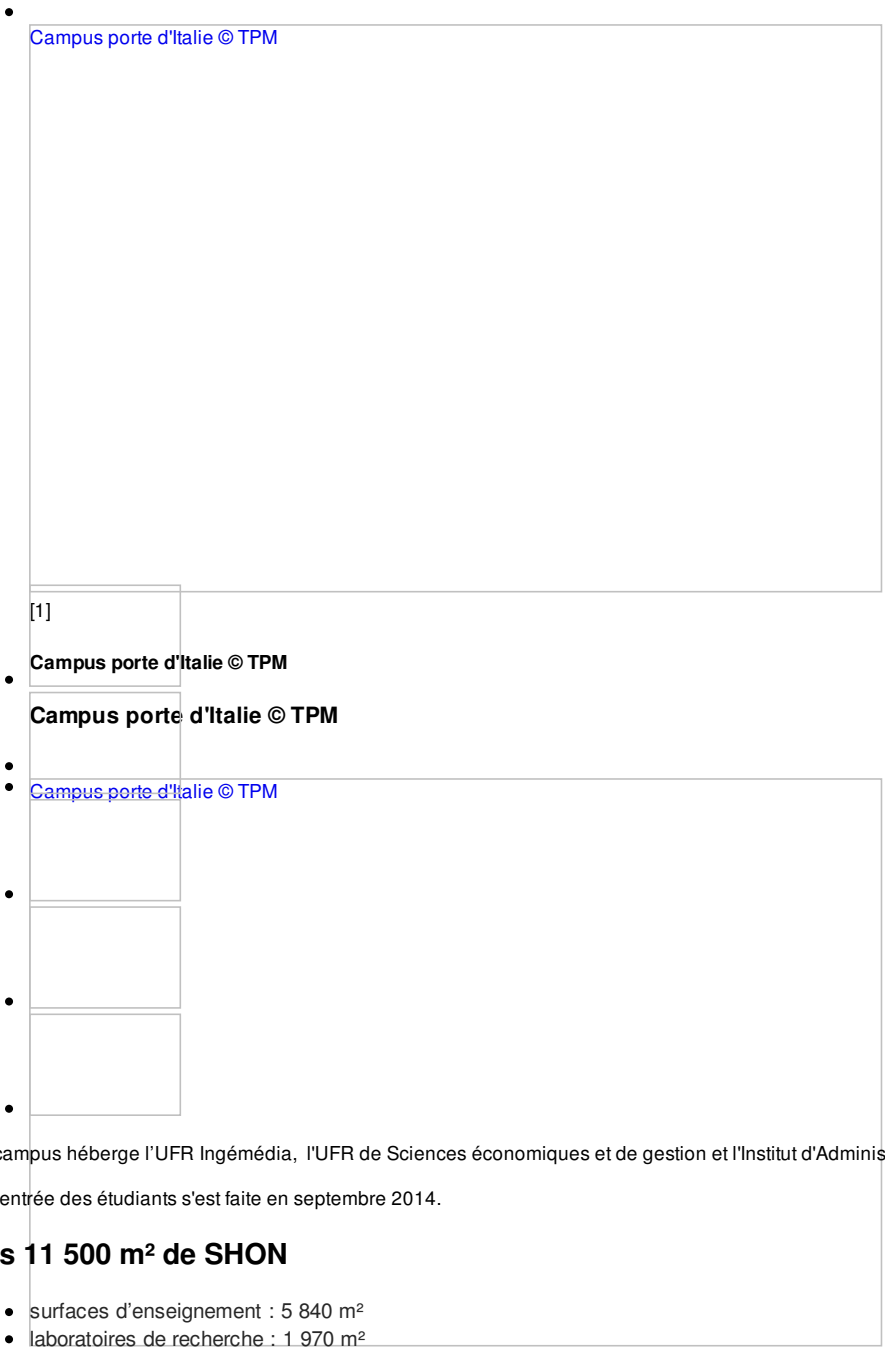 Campus porte d'Italie © TPM
[1]
Campus porte d'Italie © TPM
Campus porte d'Italie © TPM
Campus porte d'Italie © TPM
campus héberge l’UFR Ingémédia, l'UFR de Sciences économiques et de gestion et l'Institut d'Adminis
entrée des étudiants s'est faite en septembre 2014.
s 11 500 m² de SHON
surfaces d’enseignement : 5 840 m²
laboratoires de recherche : 1 970 m²